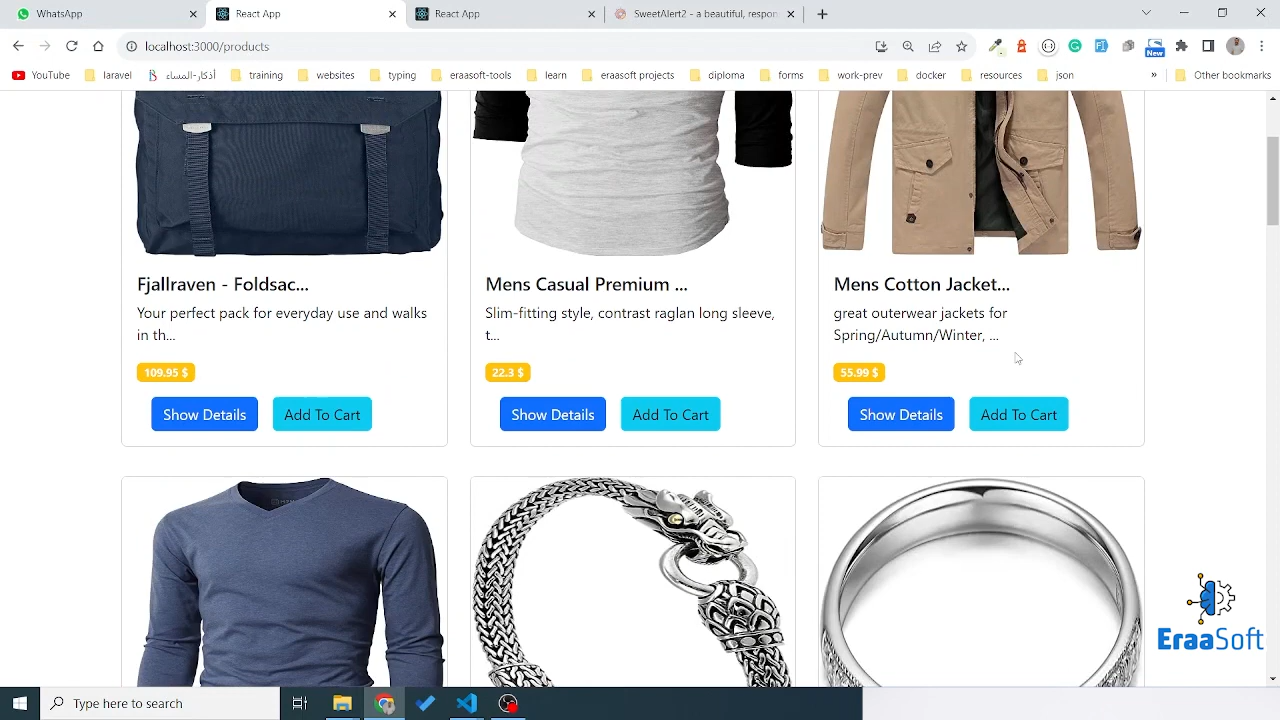 WhatsApp
React App
React App
SweetAlert2 - a beautiful, respon
localhost:3000/products
New
YouTube
laravel
أذكار-المساء
training
websites
typing
eraasoft-tools
learn
eraasoft projects
diploma
forms
work-prev
docker
resources
json
»
Other bookmarks
Fjallraven - Foldsac...
Your perfect pack for everyday use and walks
in th...
109.95 $
Show Details
Add To Cart
Mens Casual Premium ...
Slim-fitting style, contrast raglan long sleeve,
t...
22.3 $
Show Details
Add To Cart
Mens Cotton Jacket...
great outerwear jackets for
Spring/Autumn/Winter, ...
55.99 $
Show Details
Add To Cart
EraaSoft
Type here to search